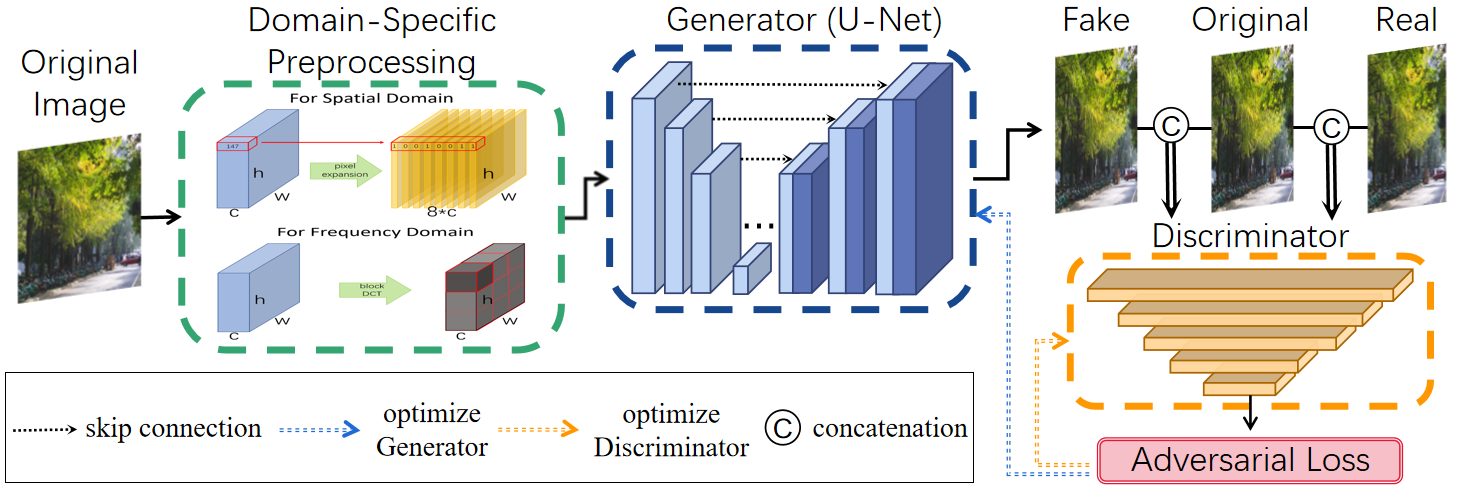 Original
Image
Domain-Specific
Preprocessing
For Spatial Domain
147
1 0 0 1 0 0 1 1
pixel
expansion
h
w
c
h
w
8*c
For Frequency Domain
block
DCT
h
w
c
h
w
c
Generator (U-Net)
...
Fake
Original
Real
C
C
Discriminator
Adversarial Loss
skip connection
optimize
Generator
optimize
Discriminator
C
concatenation